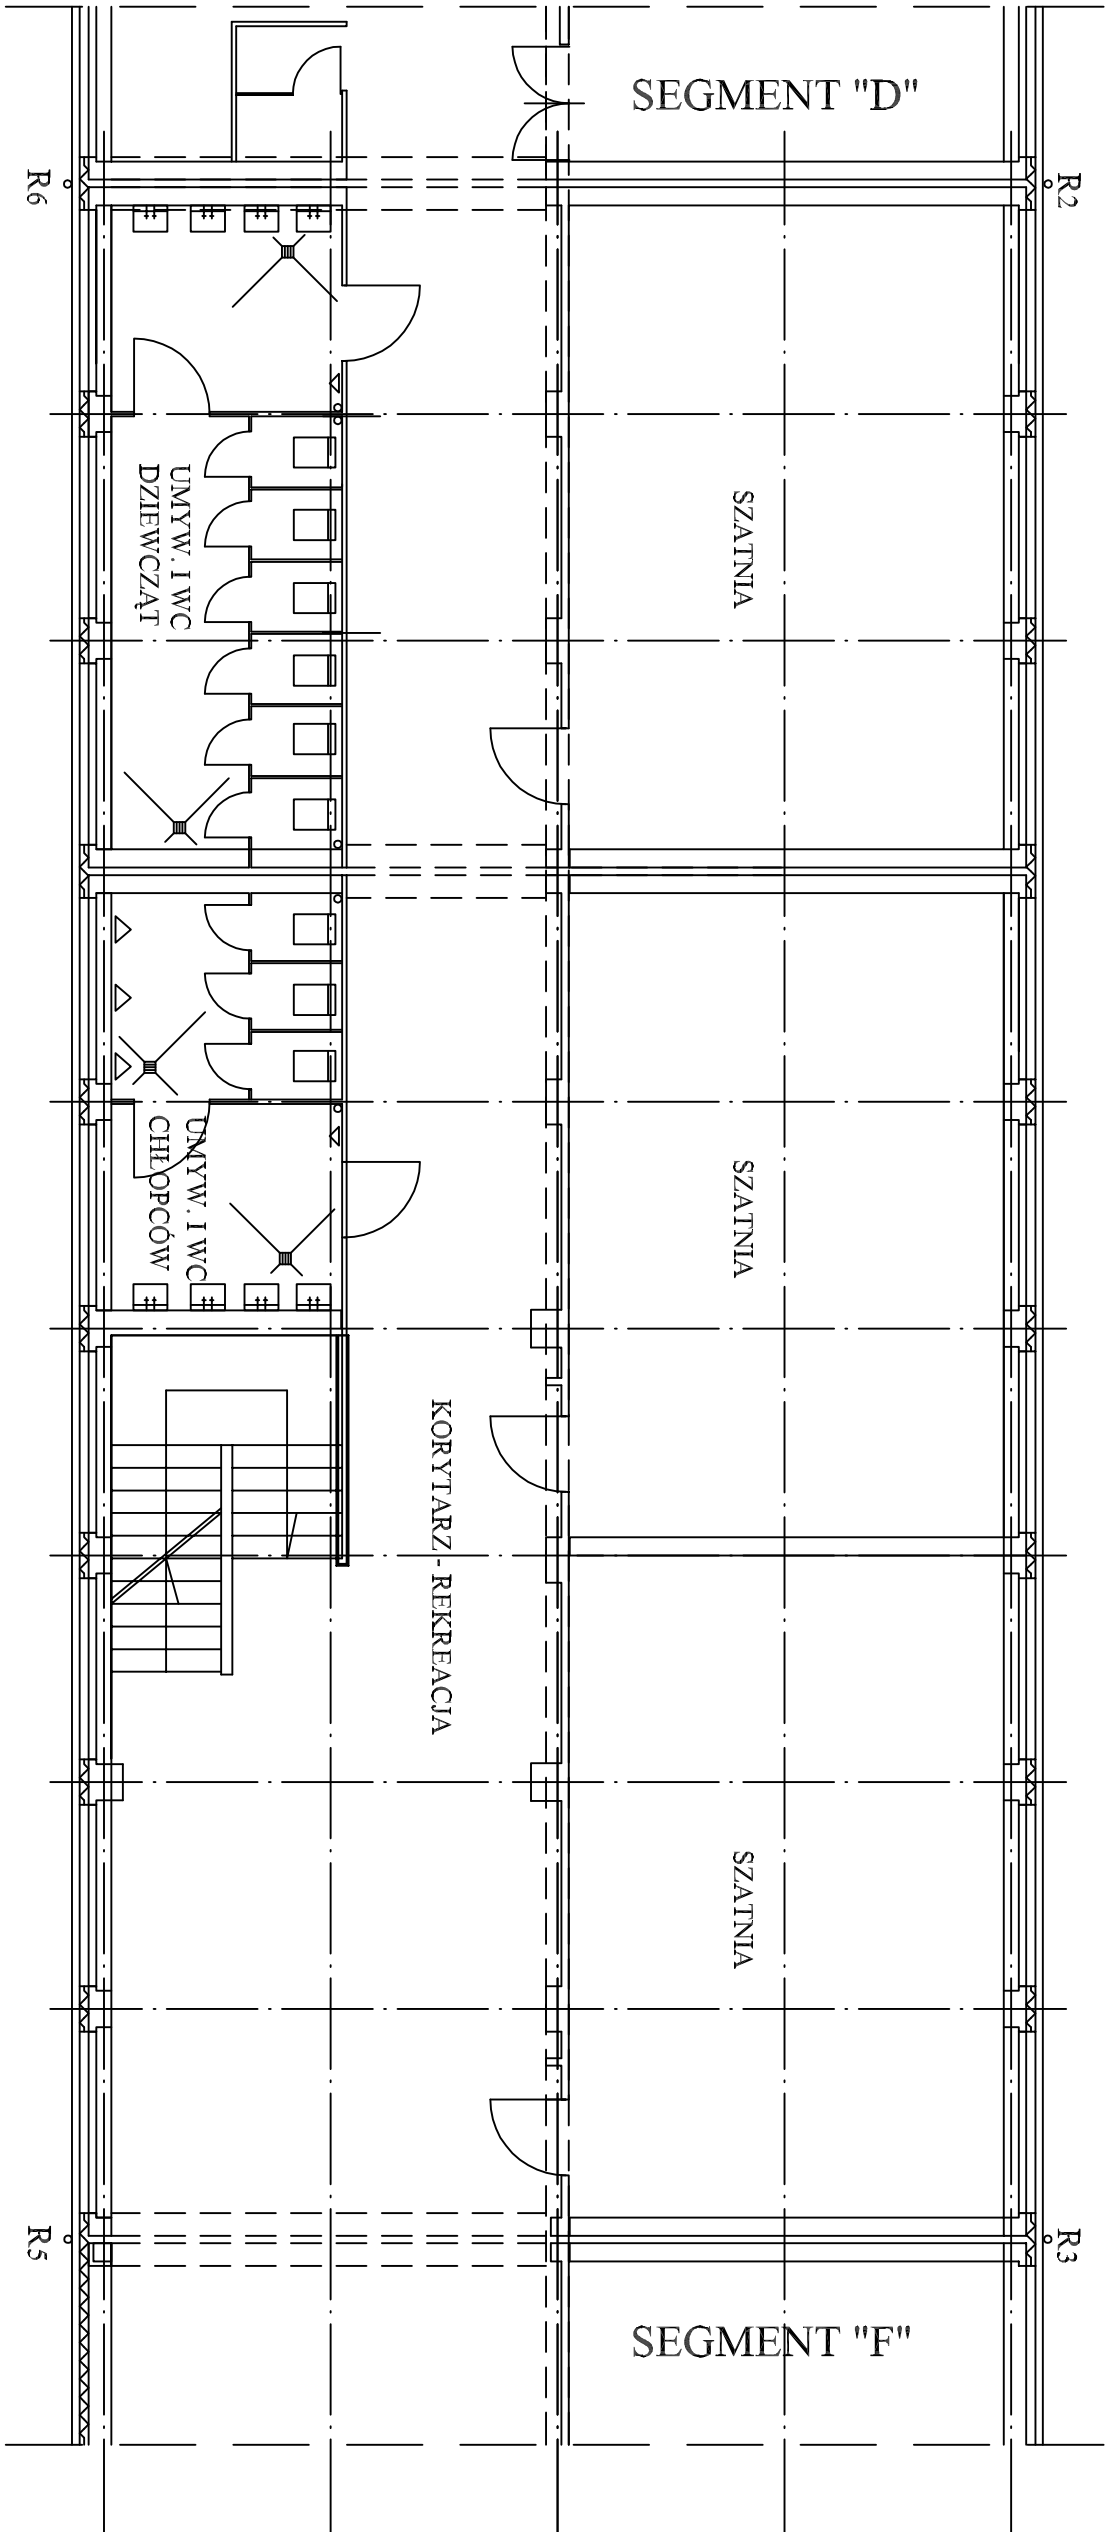 SEGMENT "D"
R6
R2
UMYW. I WC
DZIEWCZĄT
SZATNIA
UMYW. I WC
CHŁOPCÓW
SZATNIA
KORYTARZ - REKREACJA
SZATNIA
R5
R3
SEGMENT "F"